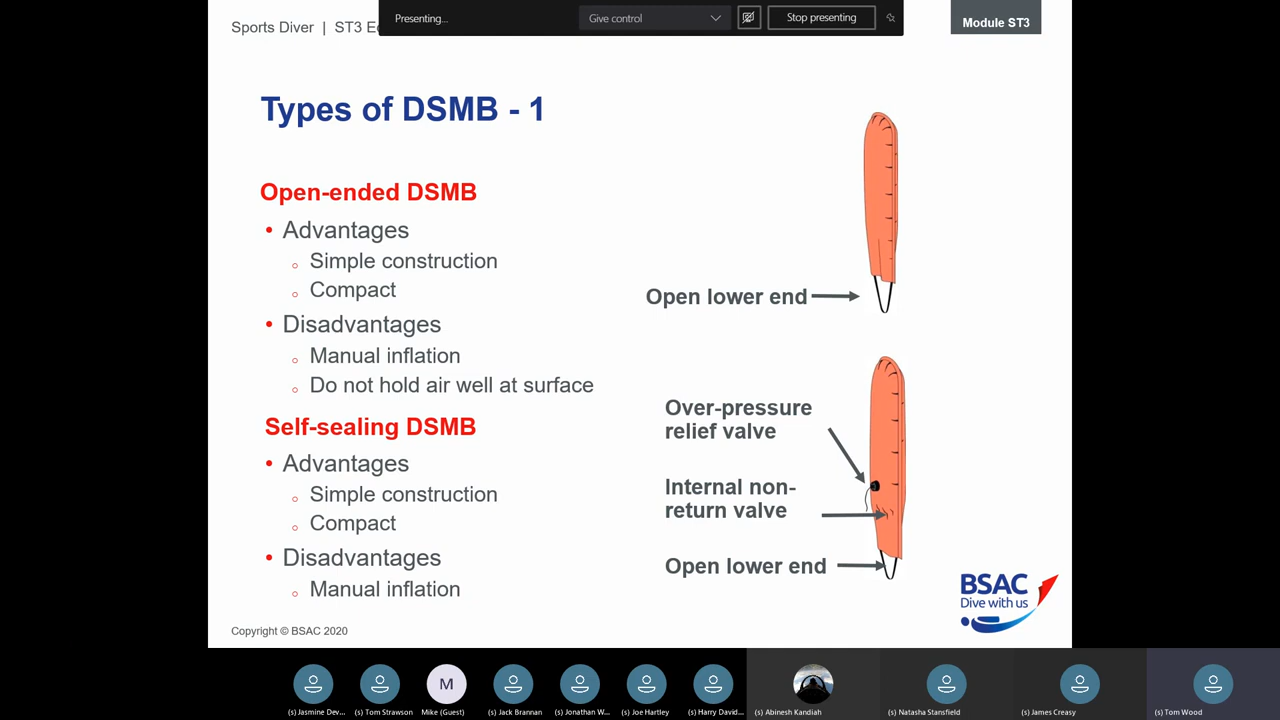 Sports Diver | ST3 E
Presenting...
Give control
Stop presenting
Module ST3
Types of DSMB - 1
Open-ended DSMB
• Advantages
Simple construction
Compact
• Disadvantages
Manual inflation
Do not hold air well at surface
Self-sealing DSMB
• Advantages
Simple construction
Compact
• Disadvantages
Manual inflation
Open lower end
Over-pressure
relief valve
Internal non-
return valve
Open lower end
BSAC
Dive with us
Copyright © BSAC 2020
M
(s) Jasmine Dev...
(s) Tom Strawson
Mike (Guest)
(s) Jack Brannan
(s) Jonathan W...
(s) Joe Hartley
(s) Harry David...
(s) Abinesh Kandiah
(s) Natasha Stansfield
(s) James Creasy
(s) Tom Wood